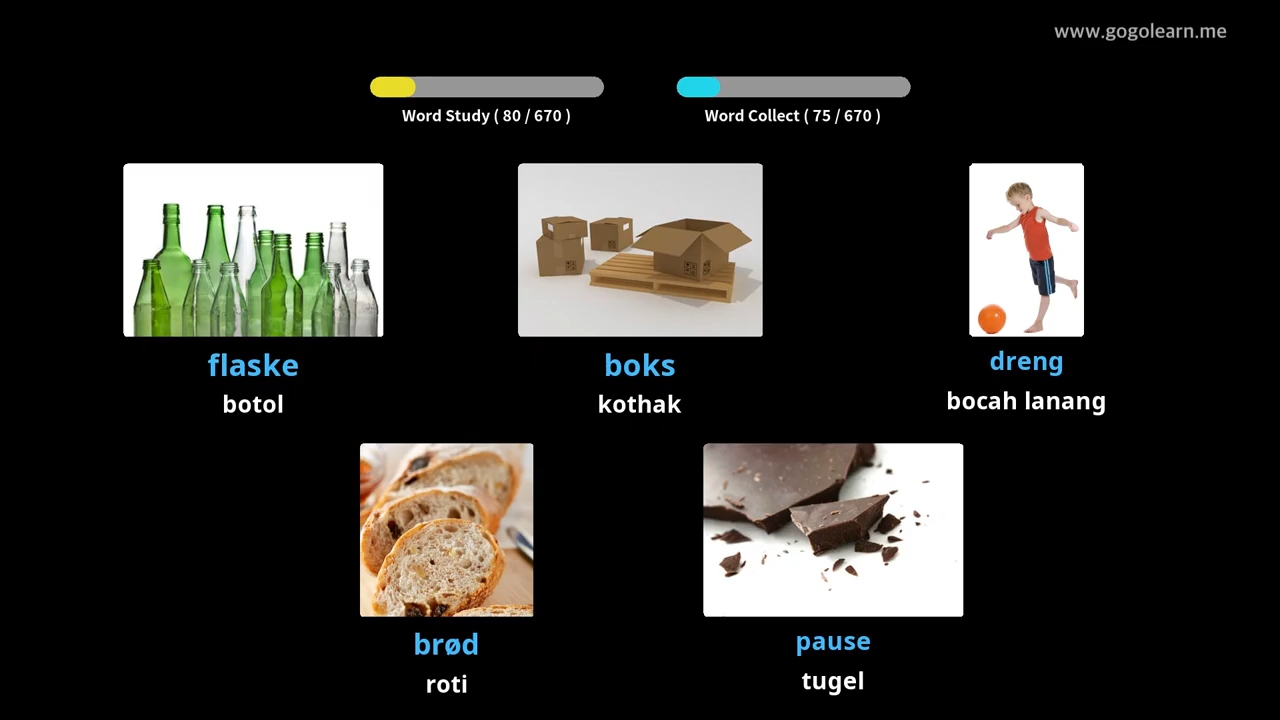 www.gogolearn.me
Word Study ( 80 / 670 )
Word Collect ( 75 / 670 )
flaske
botol
boks
kothak
dreng
bocah lanang
brød
roti
pause
tugel